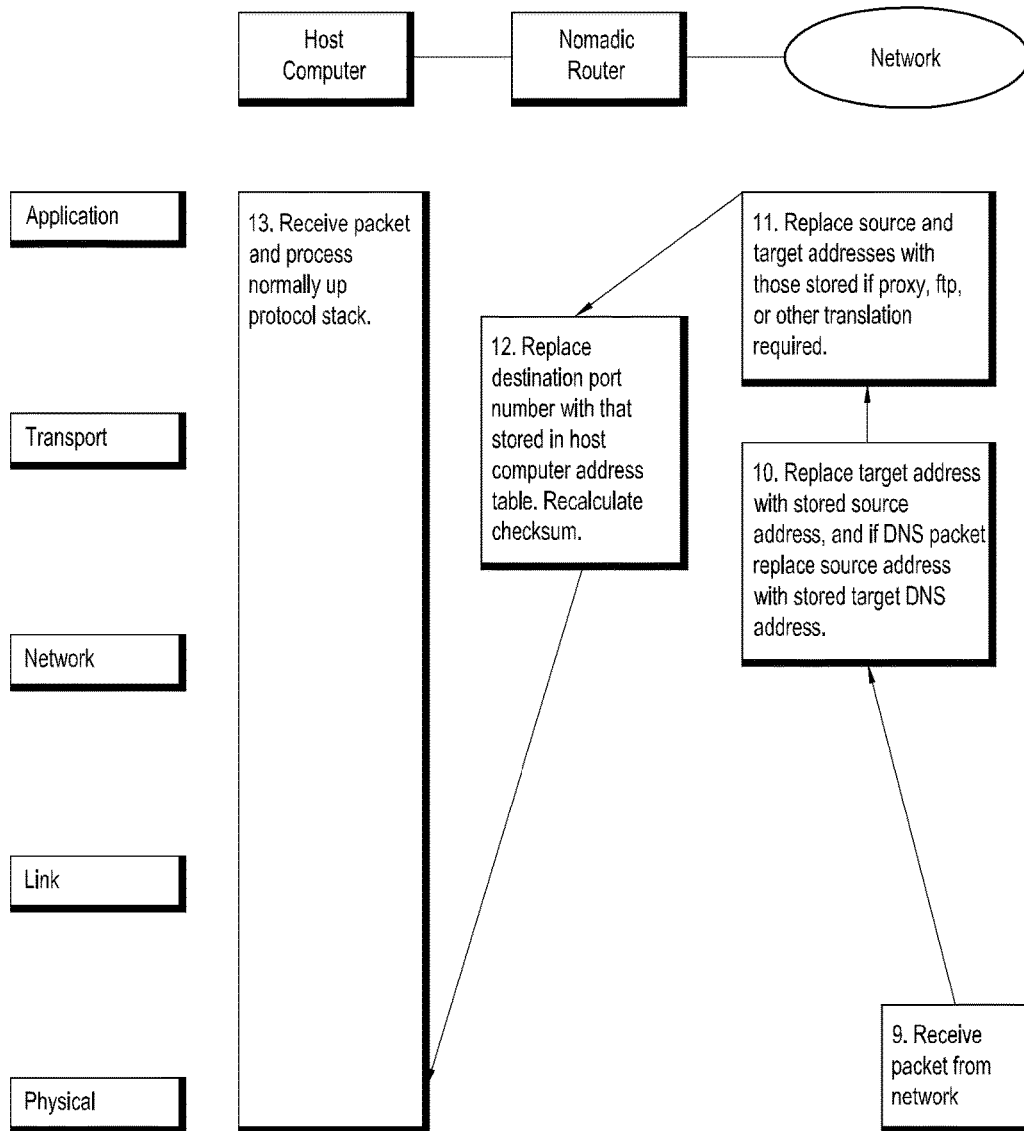 Host
Computer
Nomadic
Router
Network
Application
Transport
Network
Link
Physical
13. Receive packet
and process
normally up
protocol stack.
12. Replace
destination port
number with that
stored in host
computer address
table. Recalculate
checksum.
11. Replace source and
target addresses with
those stored if proxy, ftp,
or other translation
required.
10. Replace target address
with stored source
address, and if DNS packet
replace source address
with stored target DNS
address.
9. Receive
packet from
network